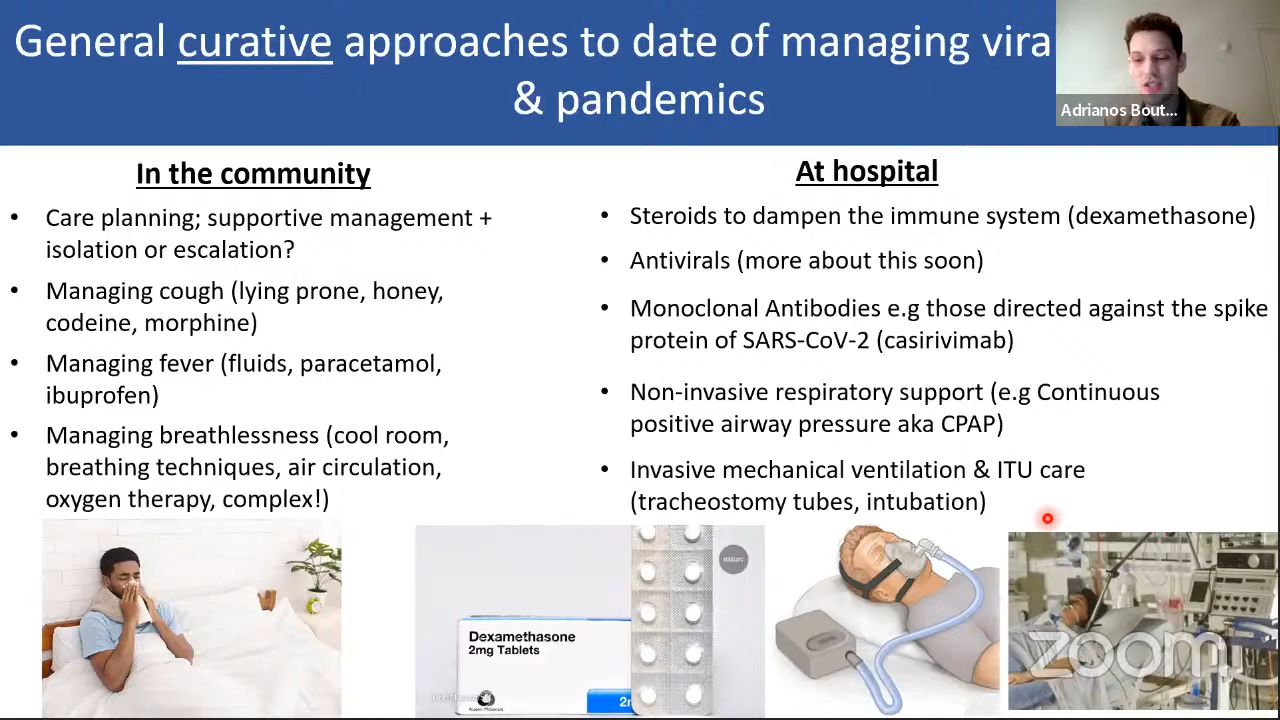 General curative approaches to date of managing vira
& pandemics
Adrianos Bout...
In the community
• Care planning; supportive management +
isolation or escalation?
• Managing cough (lying prone, honey,
codeine, morphine)
• Managing fever (fluids, paracetamol,
ibuprofen)
• Managing breathlessness (cool room,
breathing techniques, air circulation,
oxygen therapy, complex!)
At hospital
• Steroids to dampen the immune system (dexamethasone)
• Antivirals (more about this soon)
• Monoclonal Antibodies e.g those directed against the spike
protein of SARS-CoV-2 (casirivimab)
• Non-invasive respiratory support (e.g Continuous
positive airway pressure aka CPAP)
• Invasive mechanical ventilation & ITU care
(tracheostomy tubes, intubation)
nature
Dexamethasone
2mg Tablets
zoom